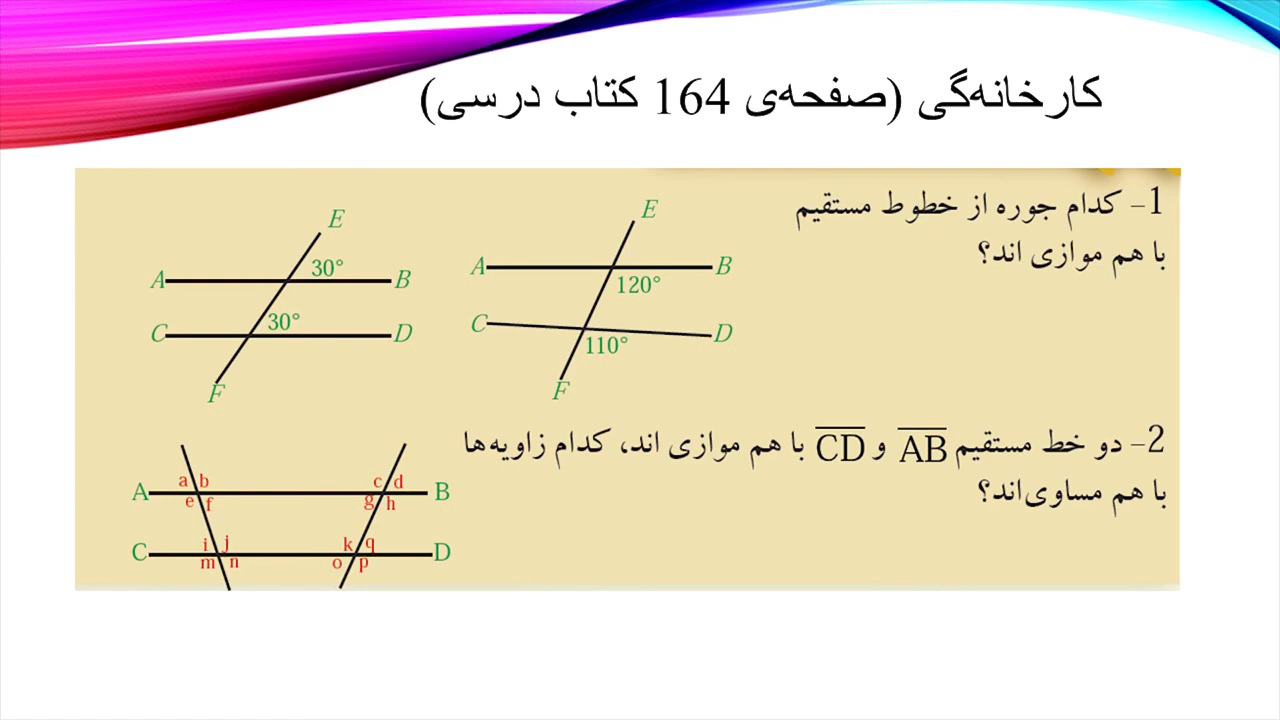 کارخانه‌گی (صفحه‌ی 164 کتاب درسی)
1- کدام جوره از خطوط مستقیم
با هم موازی اند؟
E
A 30° B
C 30° D
F
E
A B
120°
C D
110°
F
2- دو خط مستقیم AB و CD با هم موازی اند، کدام زاویه‌ها
با هم مساوی‌اند؟
a b c d
A B
e f g h
i j k q
C D
m n o p